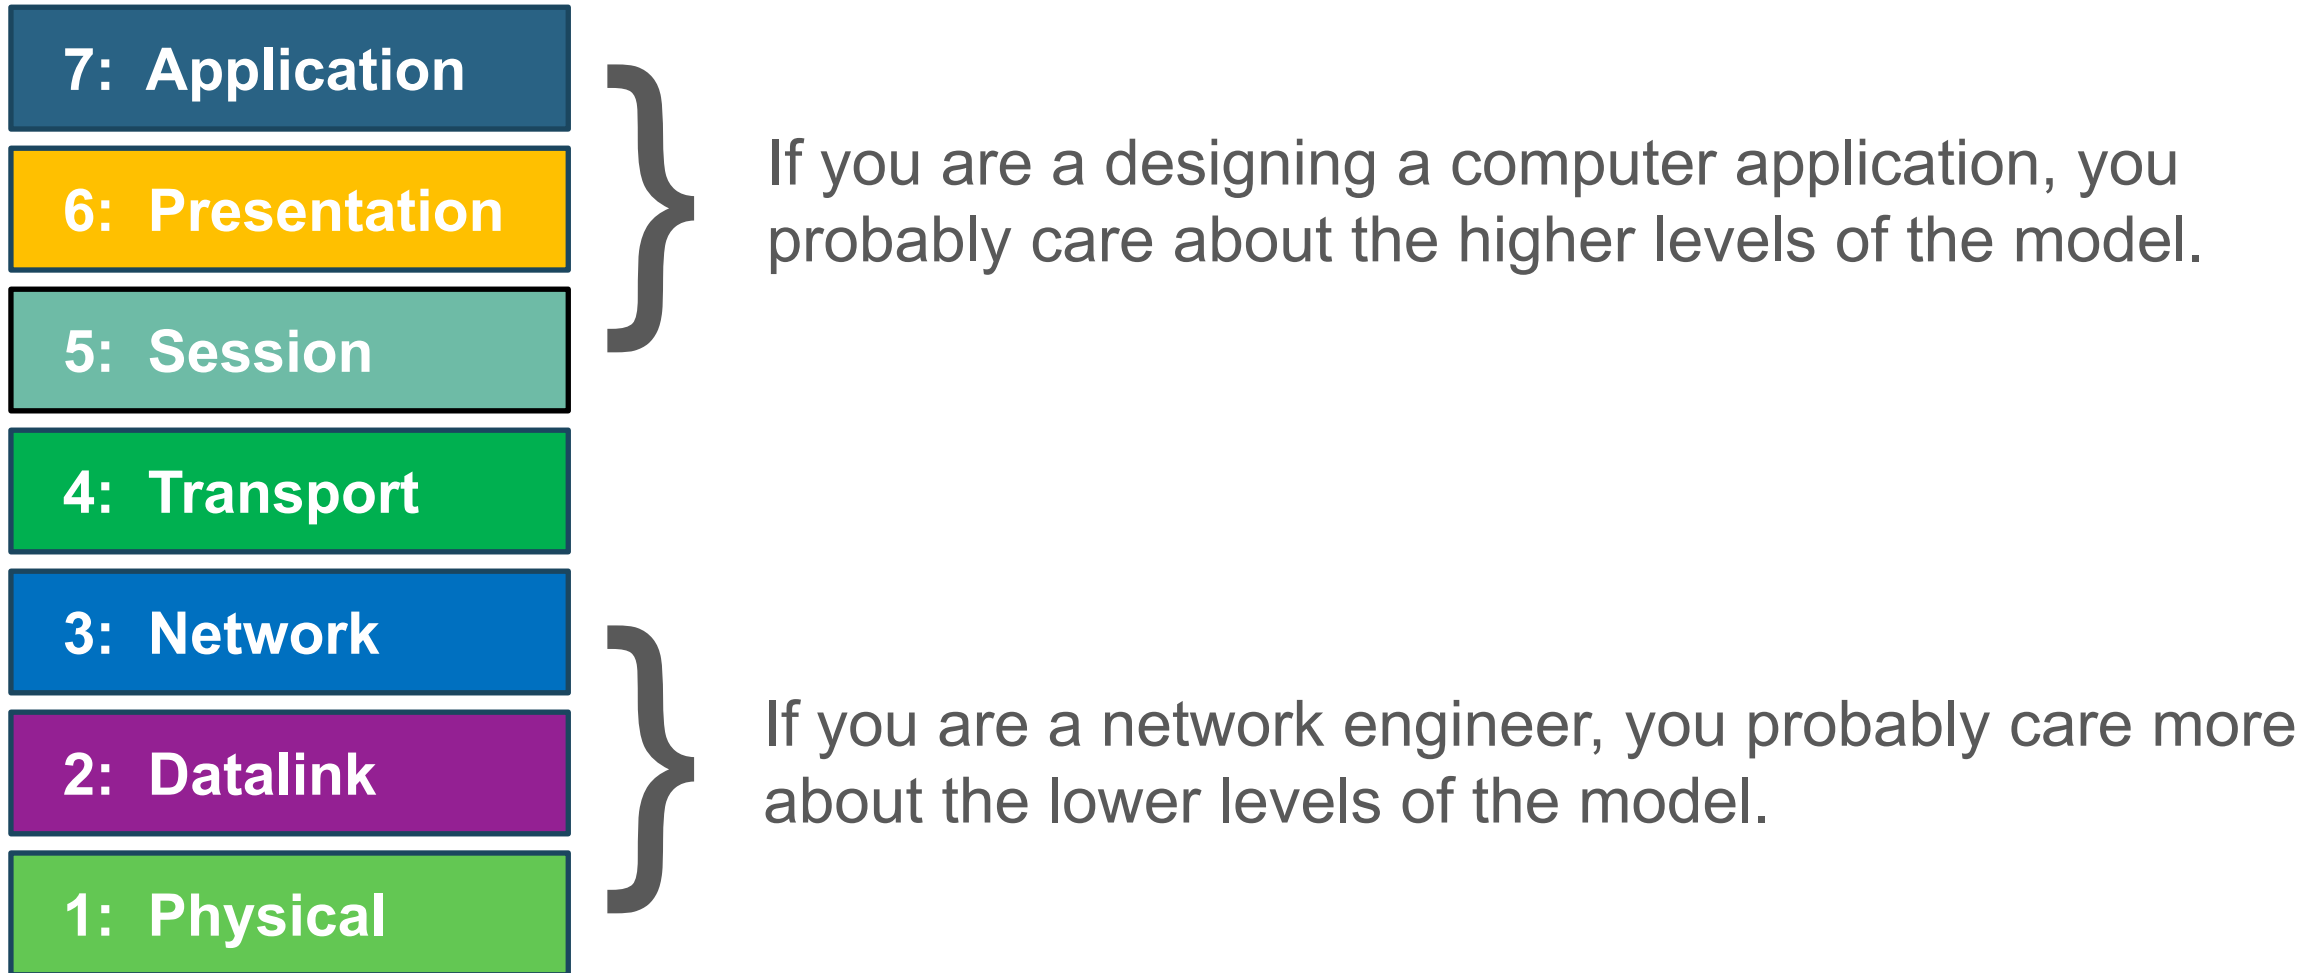 7: Application
6: Presentation
5: Session
4: Transport
3: Network
2: Datalink
1: Physical
If you are a designing a computer application, you
probably care about the higher levels of the model.
If you are a network engineer, you probably care more
about the lower levels of the model.